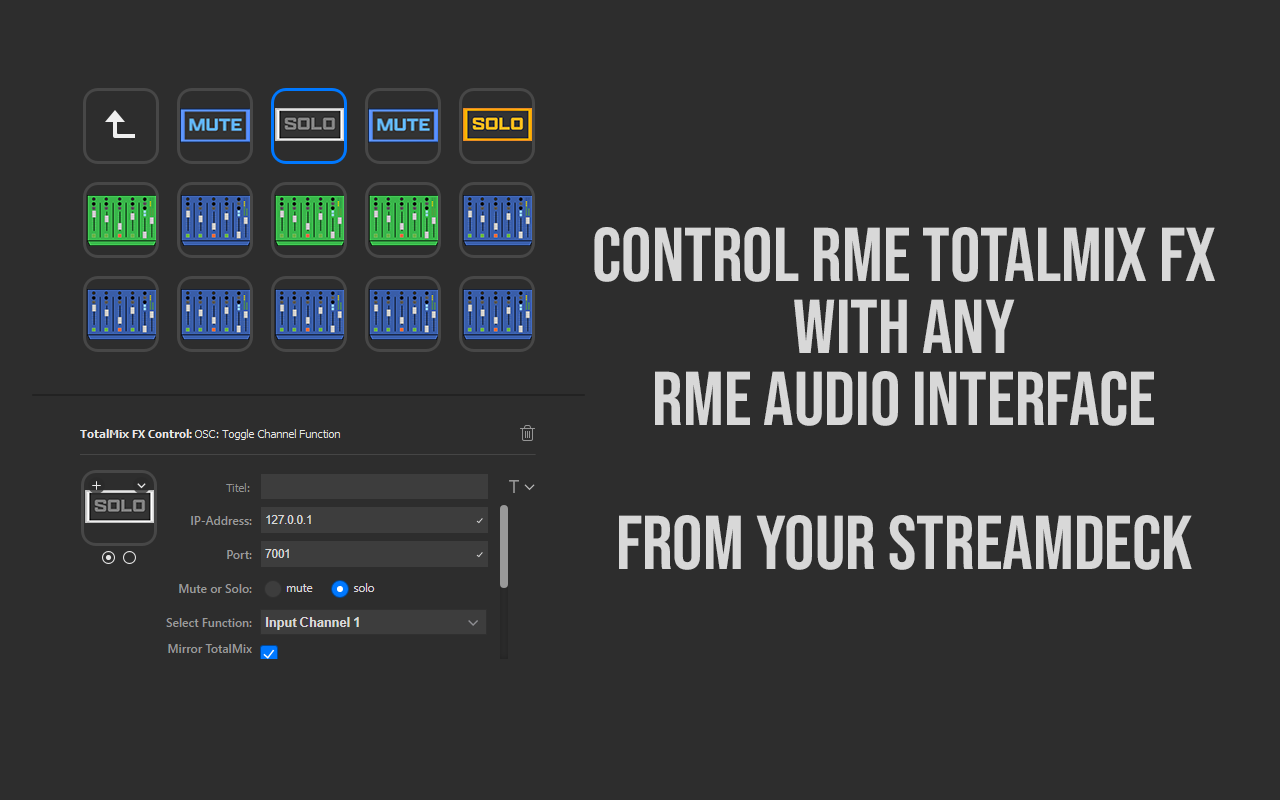 MUTE
SOLO
MUTE
SOLO
CONTROL RME TOTALMIX FX
WITH ANY
RME AUDIO INTERFACE
FROM YOUR STREAMDECK
TotalMix FX Control: OSC: Toggle Channel Function
SOLO
Titel:
T
IP-Address: 127.0.0.1
Port: 7001
Mute or Solo: mute solo
Select Function: Input Channel 1
Mirror TotalMix